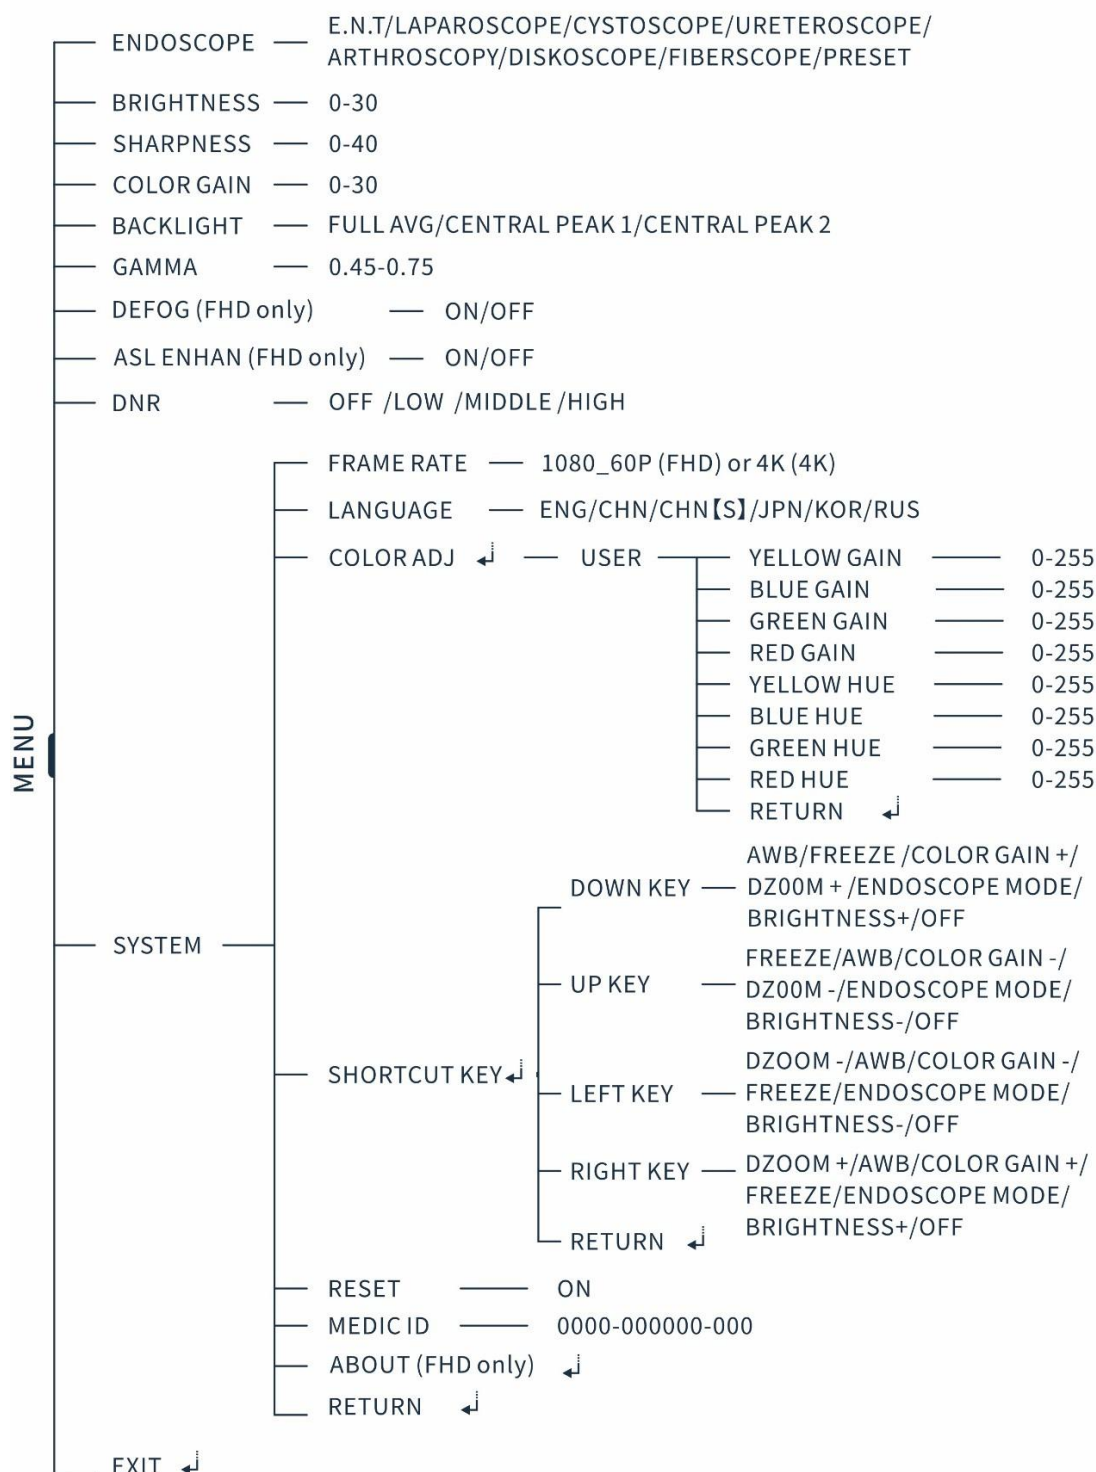 E.N.T/LAPAROSCOPE/CYSTOSCOPE/URETEROSCOPE/
ENDOSCOPE
ARTHROSCOPY/DISKOSCOPE/FIBERSCOPE/PRESET
BRIGHTNESS 0-30
SHARPNESS 0-40
COLOR GAIN 0-30
BACKLIGHT FULL AVG/CENTRAL PEAK 1/CENTRAL PEAK 2
GAMMA 0.45-0.75
DEFOG (FHD only) ON/OFF
ASL ENHAN (FHD only) ON/OFF
DNR OFF /LOW /MIDDLE /HIGH
FRAME RATE 1080_60P (FHD) or 4K (4K)
LANGUAGE ENG/CHN/CHN【S】/JPN/KOR/RUS
COLOR ADJ USER YELLOW GAIN 0-255
BLUE GAIN 0-255
GREEN GAIN 0-255
RED GAIN 0-255
YELLOW HUE 0-255
BLUE HUE 0-255
GREEN HUE 0-255
RED HUE 0-255
RETURN
MENU
AWB/FREEZE /COLOR GAIN +/
DOWN KEY DZ00M + /ENDOSCOPE MODE/
BRIGHTNESS+/OFF
SYSTEM
FREEZE/AWB/COLOR GAIN -/
UP KEY DZ00M -/ENDOSCOPE MODE/
BRIGHTNESS-/OFF
SHORTCUT KEY
DZOOM -/AWB/COLOR GAIN -/
LEFT KEY FREEZE/ENDOSCOPE MODE/
BRIGHTNESS-/OFF
RIGHT KEY DZOOM +/AWB/COLOR GAIN +/
FREEZE/ENDOSCOPE MODE/
BRIGHTNESS+/OFF
RETURN
RESET ON
MEDIC ID 0000-000000-000
ABOUT (FHD only)
RETURN
EXIT